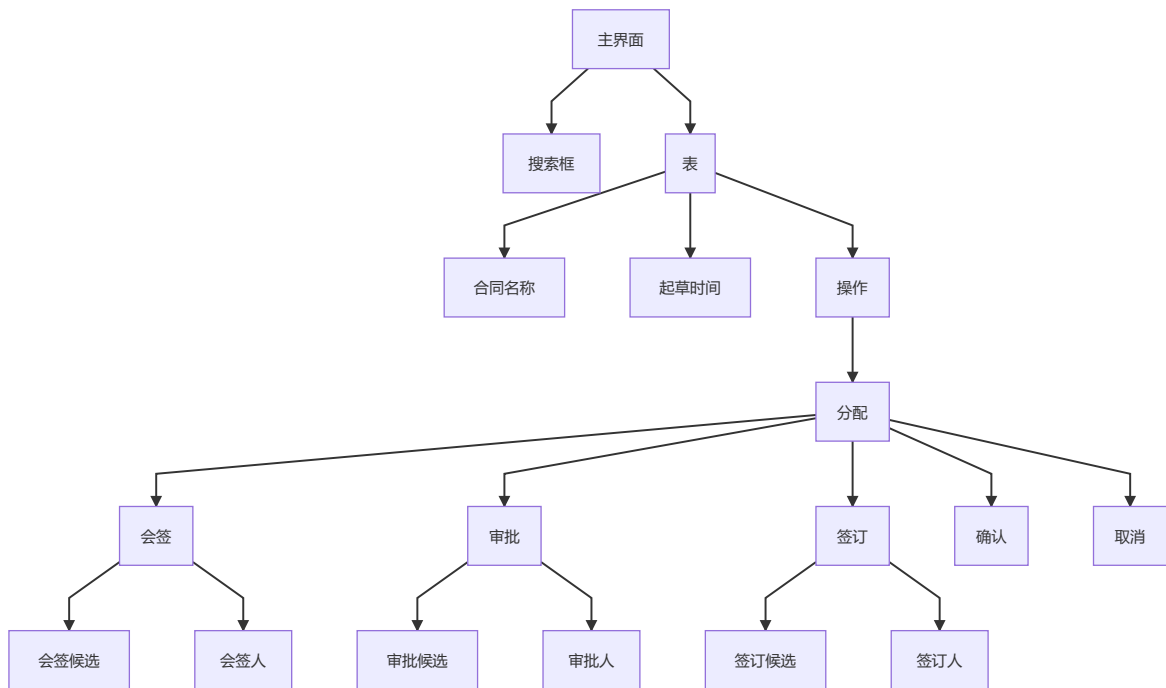 主界面
搜索框
表
合同名称
起草时间
操作
分配
会签
审批
签订
确认
取消
会签候选
会签人
审批候选
审批人
签订候选
签订人